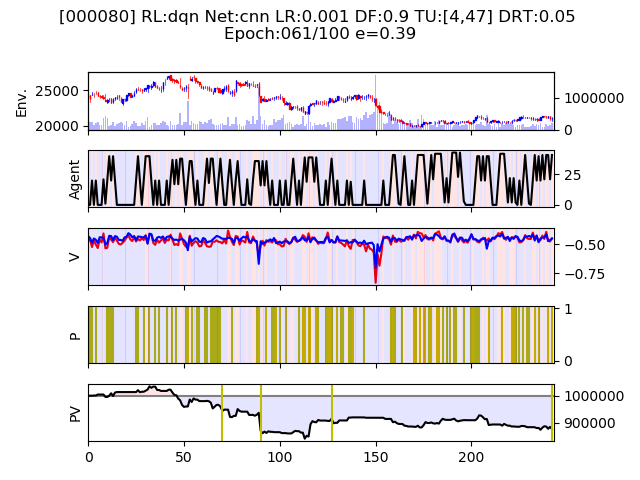 [000080] RL:dqn Net:cnn LR:0.001 DF:0.9 TU:[4,47] DRT:0.05
Epoch:061/100 e=0.39
Env.
25000
20000
1000000
0
Agent
25
0
V
−0.50
−0.75
P
1
0
PV
1000000
900000
0 50 100 150 200